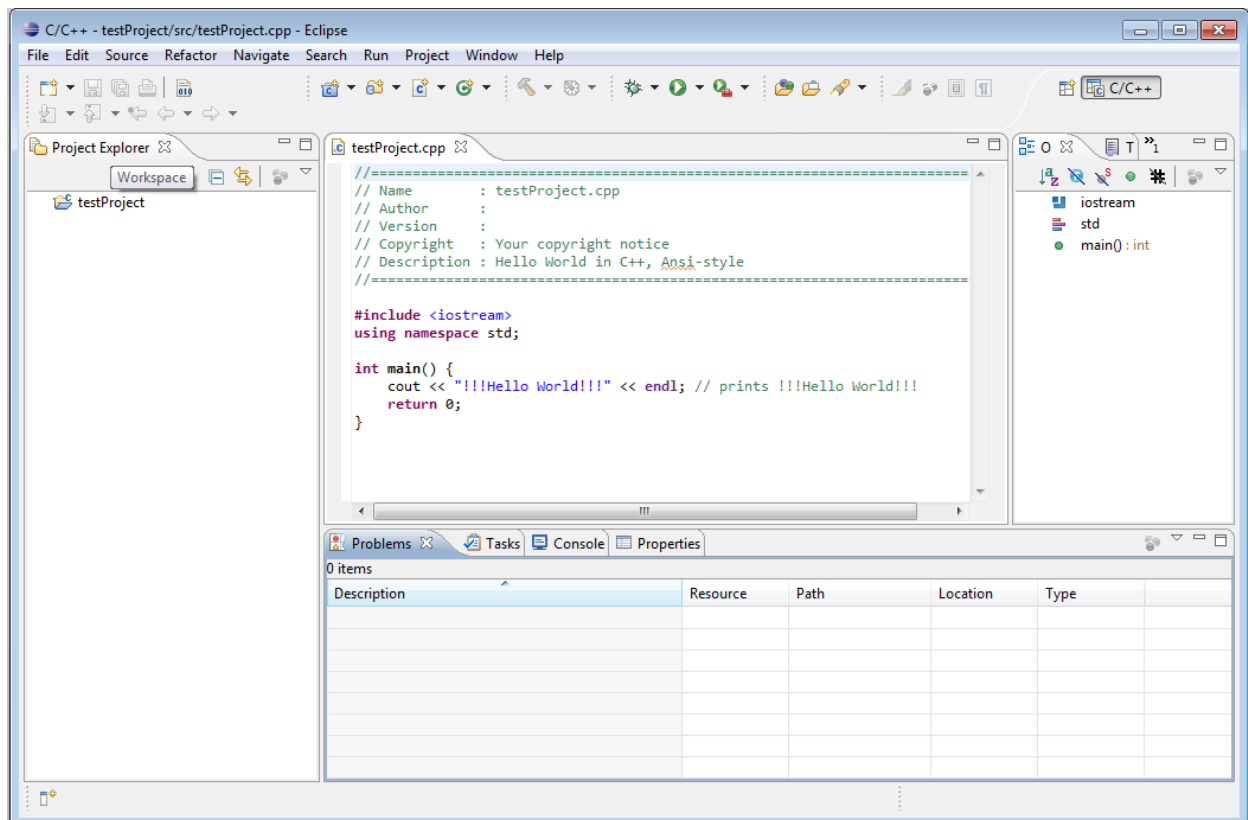 C/C++ - testProject/src/testProject.cpp - Eclipse
File Edit Source Refactor Navigate Search Run Project Window Help
010
C/C++
Project Explorer
Workspace
testProject
testProject.cpp
//========================================================================
// Name        : testProject.cpp
// Author      :
// Version     :
// Copyright   : Your copyright notice
// Description : Hello World in C++, Ansi-style
//========================================================================
#include <iostream>
using namespace std;
int main() {
    cout << "!!!Hello World!!!" << endl; // prints !!!Hello World!!!
    return 0;
}
O T »1
iostream
std
main() : int
Problems Tasks Console Properties
0 items
Description Resource Path Location Type